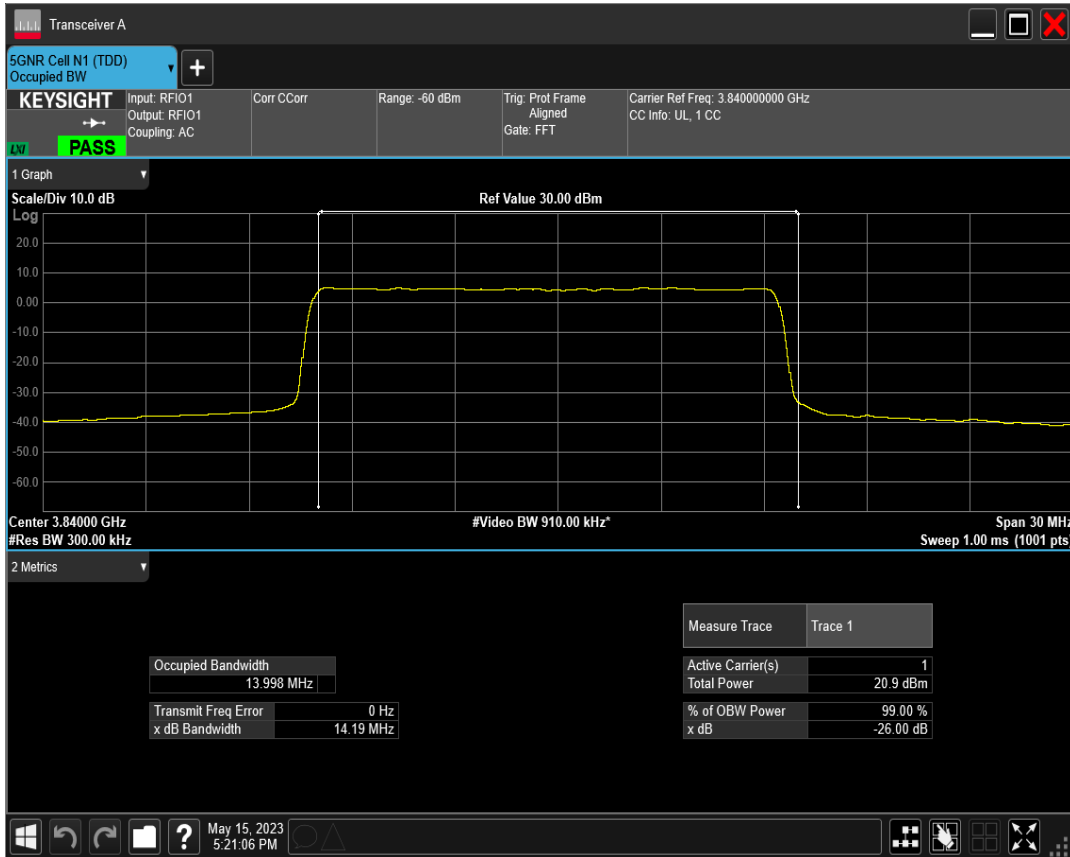 Transceiver A
5GNR Cell N1 (TDD)
Occupied BW
+
KEYSIGHT
LXI
PASS
Input: RFIO1
Output: RFIO1
Coupling: AC
Corr CCorr
Range: -60 dBm
Trig: Prot Frame
Aligned
Gate: FFT
Carrier Ref Freq: 3.840000000 GHz
CC Info: UL, 1 CC
1 Graph
Scale/Div 10.0 dB
Ref Value 30.00 dBm
Log
20.0
10.0
0.00
-10.0
-20.0
-30.0
-40.0
-50.0
-60.0
Center 3.84000 GHz
#Video BW 910.00 kHz*
Span 30 MHz
#Res BW 300.00 kHz
Sweep 1.00 ms (1001 pts)
2 Metrics
Measure Trace Trace 1
Occupied Bandwidth
13.998 MHz
Active Carrier(s) 1
Total Power 20.9 dBm
Transmit Freq Error 0 Hz
x dB Bandwidth 14.19 MHz
% of OBW Power 99.00 %
x dB -26.00 dB
?
May 15, 2023
5:21:06 PM